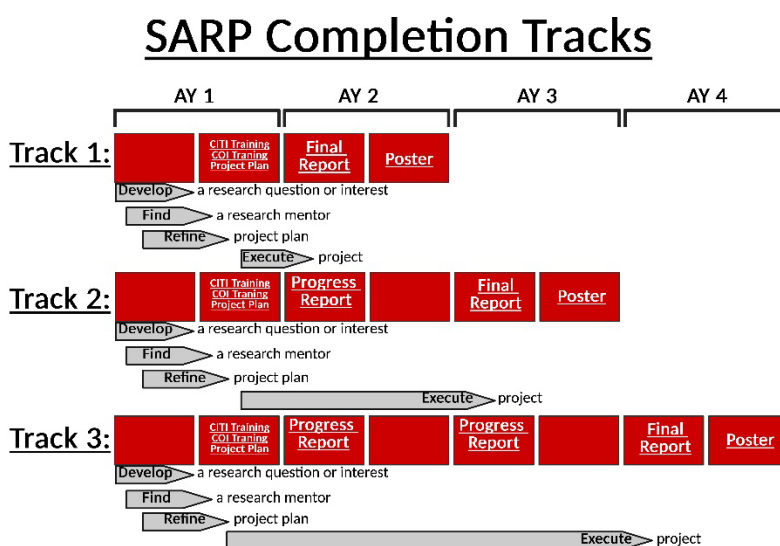 SARP Completion Tracks
AY 1 AY 2 AY 3 AY 4
Track 1:
CITI Training
COI Traning
Project Plan
Final
Report
Poster
Develop a research question or interest
Find a research mentor
Refine project plan
Execute project
Track 2:
CITI Training
COI Traning
Project Plan
Progress
Report
Final
Report
Poster
Develop a research question or interest
Find a research mentor
Refine project plan
Execute project
Track 3:
CITI Training
COI Traning
Project Plan
Progress
Report
Progress
Report
Final
Report
Poster
Develop a research question or interest
Find a research mentor
Refine project plan
Execute project